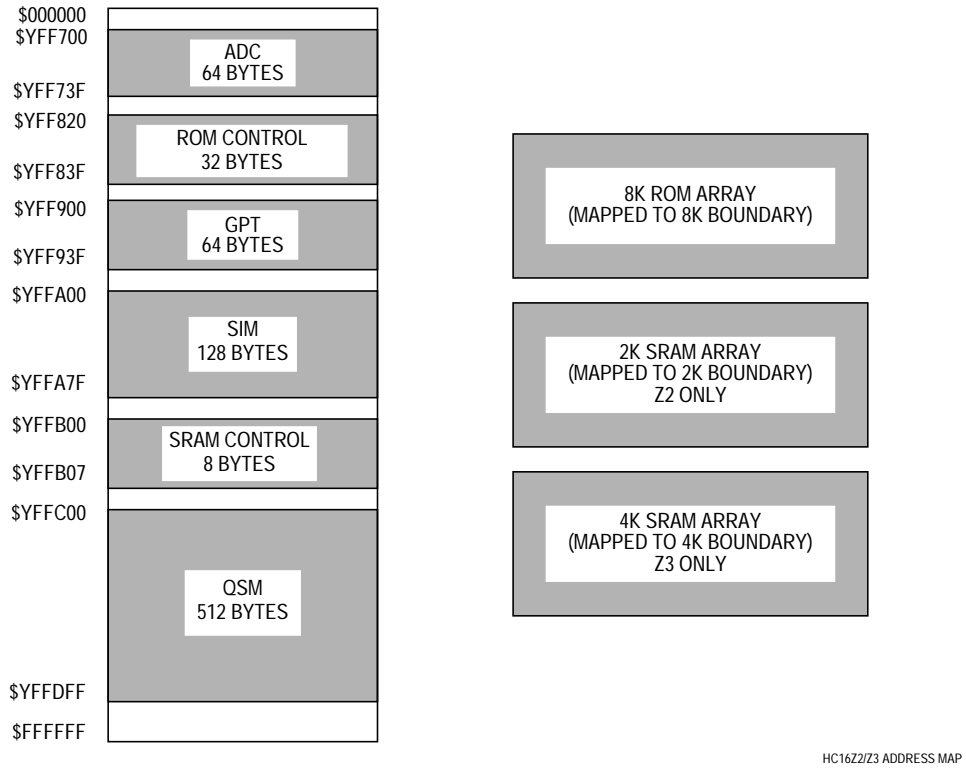 $000000
$YFF700
ADC
64 BYTES
$YFF73F
$YFF820
ROM CONTROL
32 BYTES
$YFF83F
$YFF900
GPT
64 BYTES
$YFF93F
$YFFA00
SIM
128 BYTES
$YFFA7F
$YFFB00
SRAM CONTROL
8 BYTES
$YFFB07
$YFFC00
QSM
512 BYTES
$YFFDFF
$FFFFFF
8K ROM ARRAY
(MAPPED TO 8K BOUNDARY)
2K SRAM ARRAY
(MAPPED TO 2K BOUNDARY)
Z2 ONLY
4K SRAM ARRAY
(MAPPED TO 4K BOUNDARY)
Z3 ONLY
HC16Z2/Z3 ADDRESS MAP